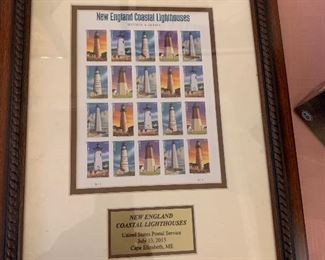 New England Coastal Lighthouses
NEW ENGLAND
COASTAL LIGHTHOUSES
United States Postal Service
July 13, 2013
Cape Elizabeth, ME